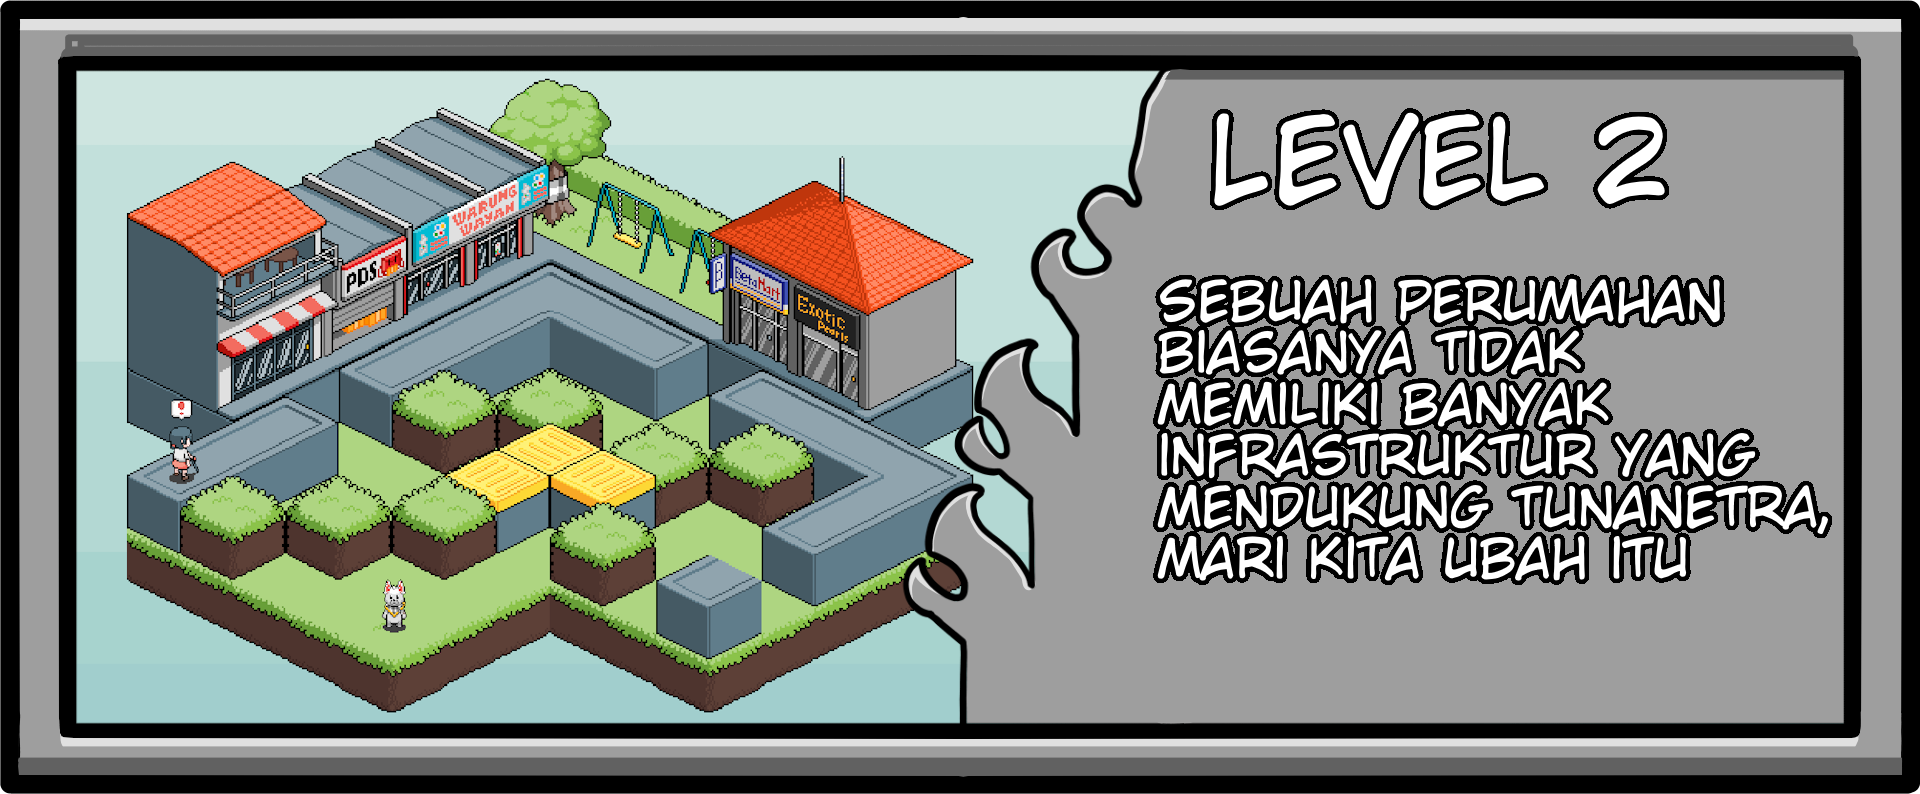 LEVEL 2
SEBUAH PERUMAHAN
BIASANYA TIDAK
MEMILIKI BANYAK
INFRASTRUKTUR YANG
MENDUKUNG TUNANETRA,
MARI KITA UBAH ITU
WARUNG
WAYAN
PDS
B
BetaMart
Exotic
Pearls